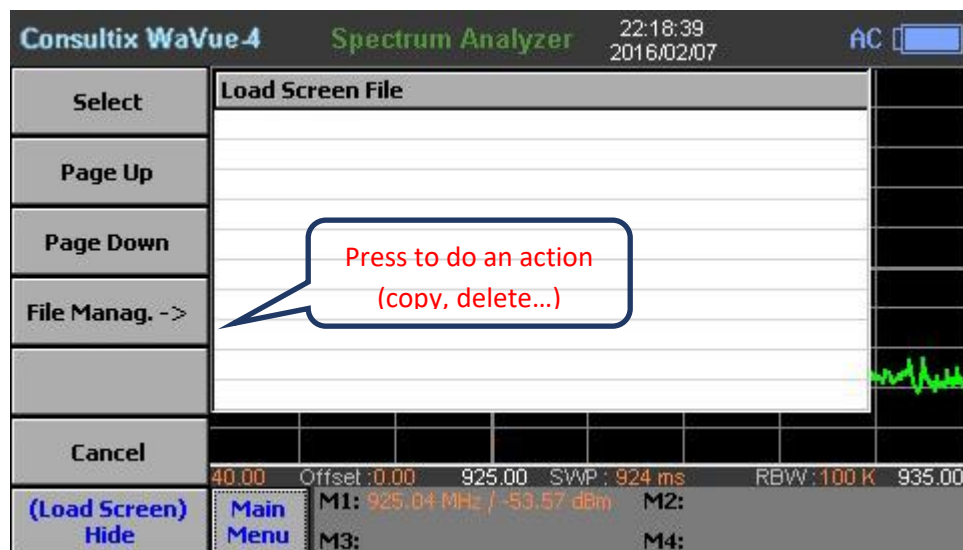 Consultix WaVue-4 Spectrum Analyzer 22:18:39 AC
2016/02/07
Select
Load Screen File
Page Up
Page Down
Press to do an action
(copy, delete…)
File Manag. ->
Cancel
40.00 Offset :0.00 925.00 SWP : 924 ms RBW :100 K 935.00
(Load Screen)
Hide
Main
Menu
M1: 925.04 MHz / -53.57 dBm M2:
M3: M4: